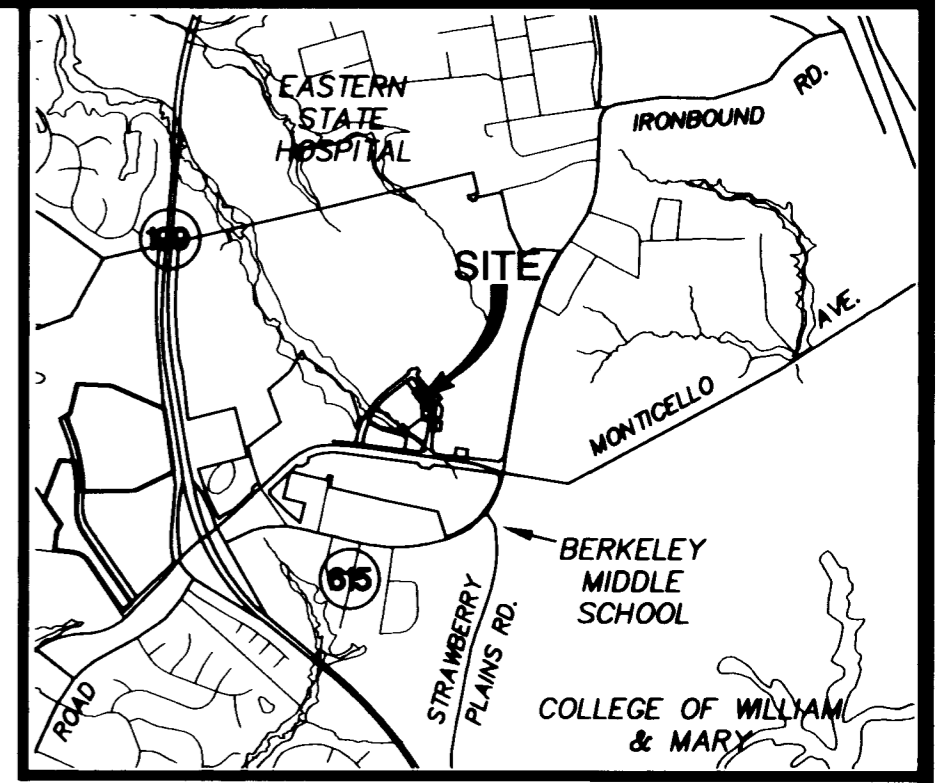 EASTERN
STATE
HOSPITAL
IRONBOUND
RD.
199
SITE
MONTICELLO
AVE.
BERKELEY
MIDDLE
SCHOOL
615
STRAWBERRY
PLAINS RD.
ROAD
COLLEGE OF WILLIAM
& MARY